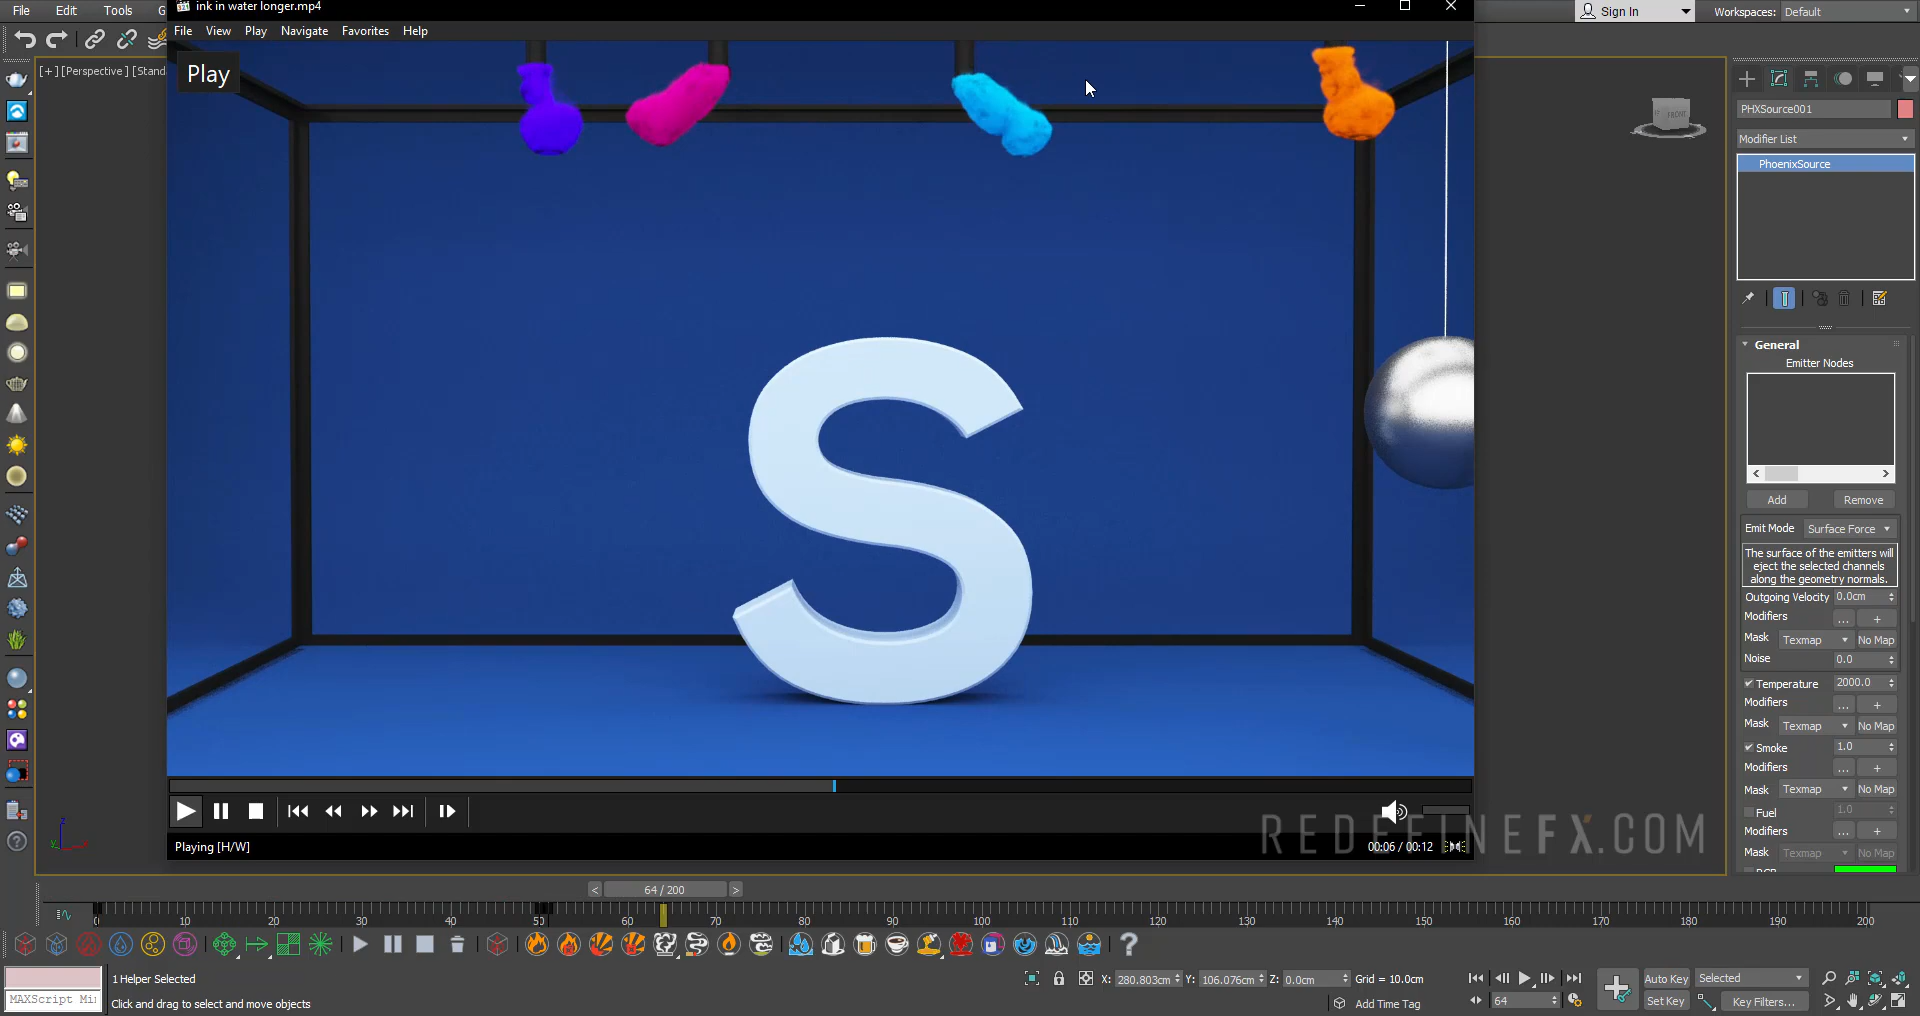 ink in water longer.mp4
File Edit Tools G
Sign In Workspaces: Default
File View Play Navigate Favorites Help
[+] [Perspective ] [Stand
Play
PHXSource001
Modifier List
PhoenixSource
FRONT
S
General
Emitter Nodes
Add Remove
Emit Mode Surface Force
The surface of the emitters will
eject the selected channels
along the geometry normals.
Outgoing Velocity 0.0cm
Modifiers ... +
Mask Texmap No Map
Noise 0.0
Temperature 2000.0
Modifiers ... +
Mask Texmap No Map
Smoke 1.0
Modifiers ... +
Mask Texmap No Map
Fuel 1.0
Modifiers ... +
Mask Texmap No Map
z
y
REDEFINEFX.COM
Playing [H/W] 00:06 / 00:12
< 64 / 200 >
0 10 20 30 40 50 60 70 80 90 100 110 120 130 140 150 160 170 180 190 200
1 Helper Selected
X: 280.803cm Y: 106.076cm Z: 0.0cm Grid = 10.0cm
Auto Key Selected
MAXScript Mi
Click and drag to select and move objects
Add Time Tag
64
Set Key Key Filters...